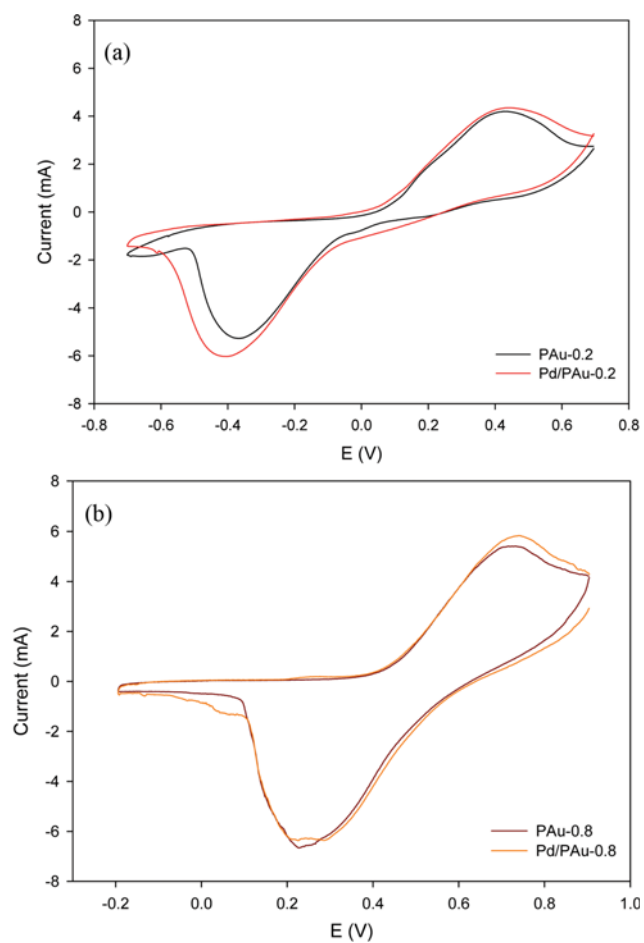 8
(a)
6
4
2
0
-2
-4
-6
-8
Current (mA)
PAu-0.2
Pd/PAu-0.2
-0.8 -0.6 -0.4 -0.2 0.0 0.2 0.4 0.6 0.8
E (V)
8
(b)
6
4
2
0
-2
-4
-6
-8
Current (mA)
PAu-0.8
Pd/PAu-0.8
-0.2 0.0 0.2 0.4 0.6 0.8 1.0
E (V)